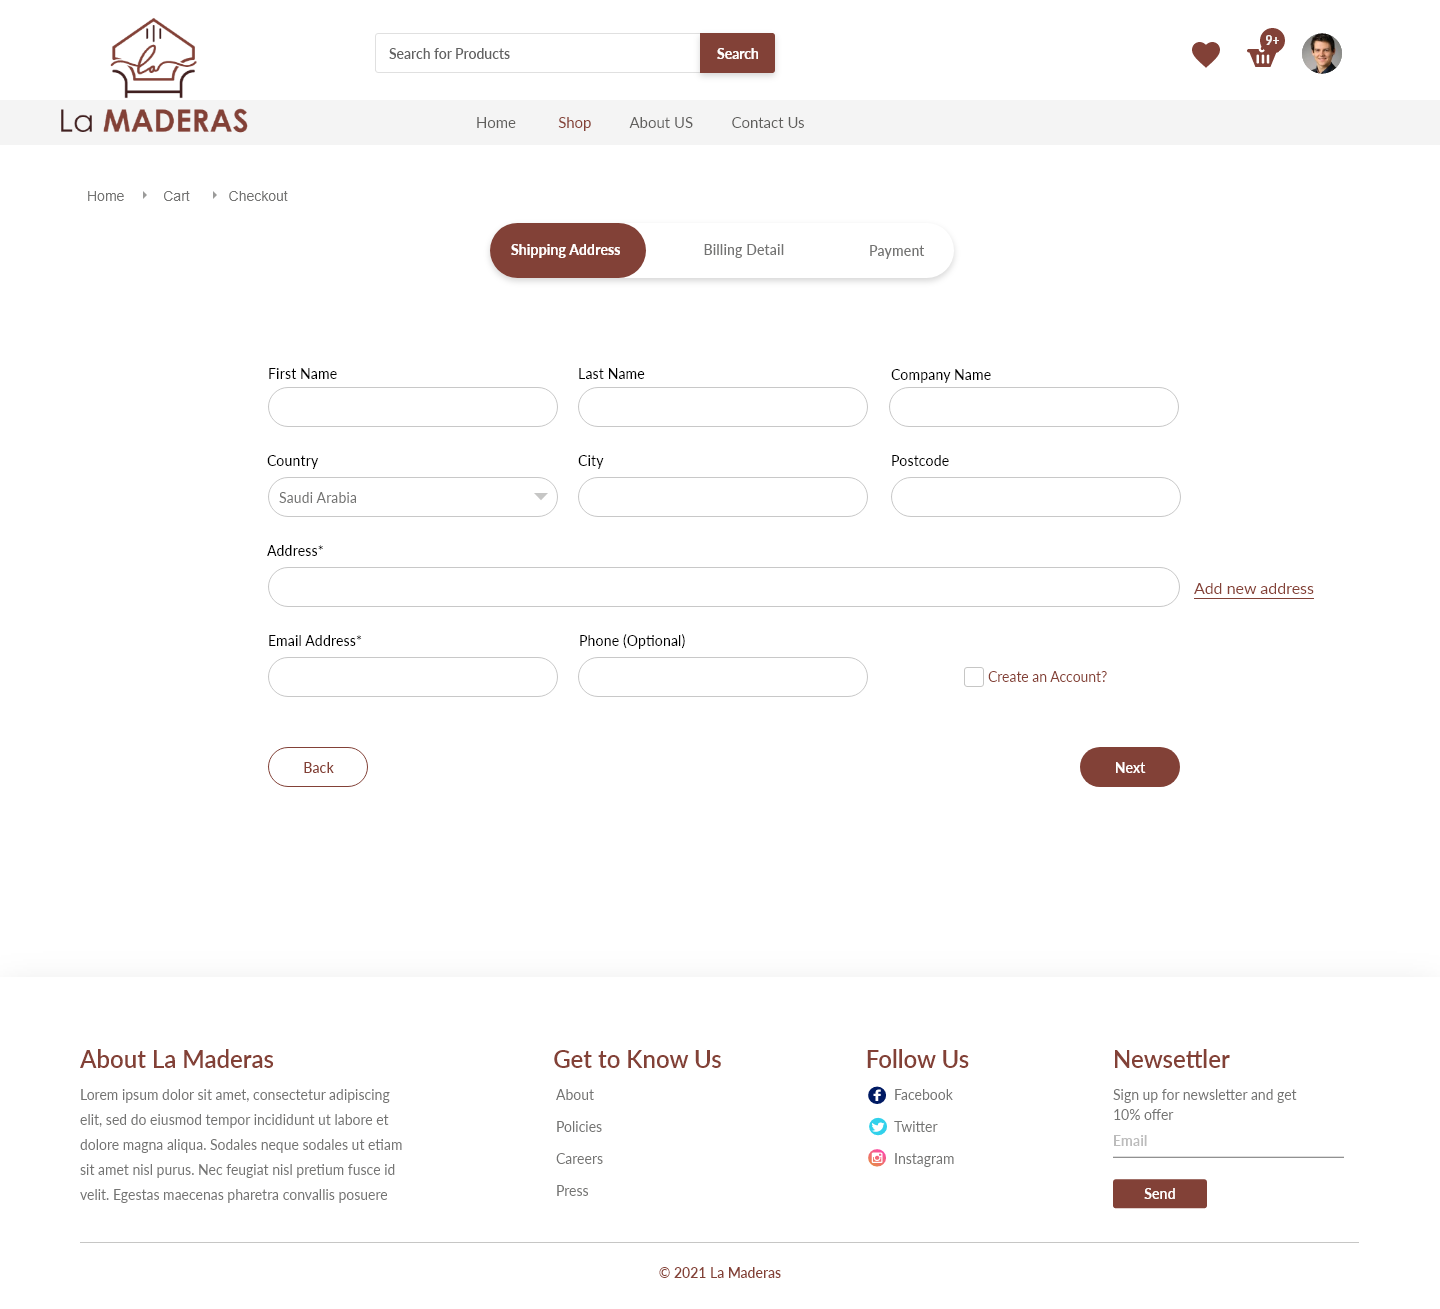 la
La MADERAS
Search for Products
Search
9+
Home
Shop
About US
Contact Us
Home
Cart
Checkout
Shipping Address
Billing Detail
Payment
First Name
Last Name
Company Name
Country
City
Postcode
Saudi Arabia
Address*
Add new address
Email Address*
Phone (Optional)
Create an Account?
Back
Next
About La Maderas
Lorem ipsum dolor sit amet, consectetur adipiscing
elit, sed do eiusmod tempor incididunt ut labore et
dolore magna aliqua. Sodales neque sodales ut etiam
sit amet nisl purus. Nec feugiat nisl pretium fusce id
velit. Egestas maecenas pharetra convallis posuere
Get to Know Us
About
Policies
Careers
Press
Follow Us
Facebook
Twitter
Instagram
Newsettler
Sign up for newsletter and get
10% offer
Email
Send
© 2021 La Maderas